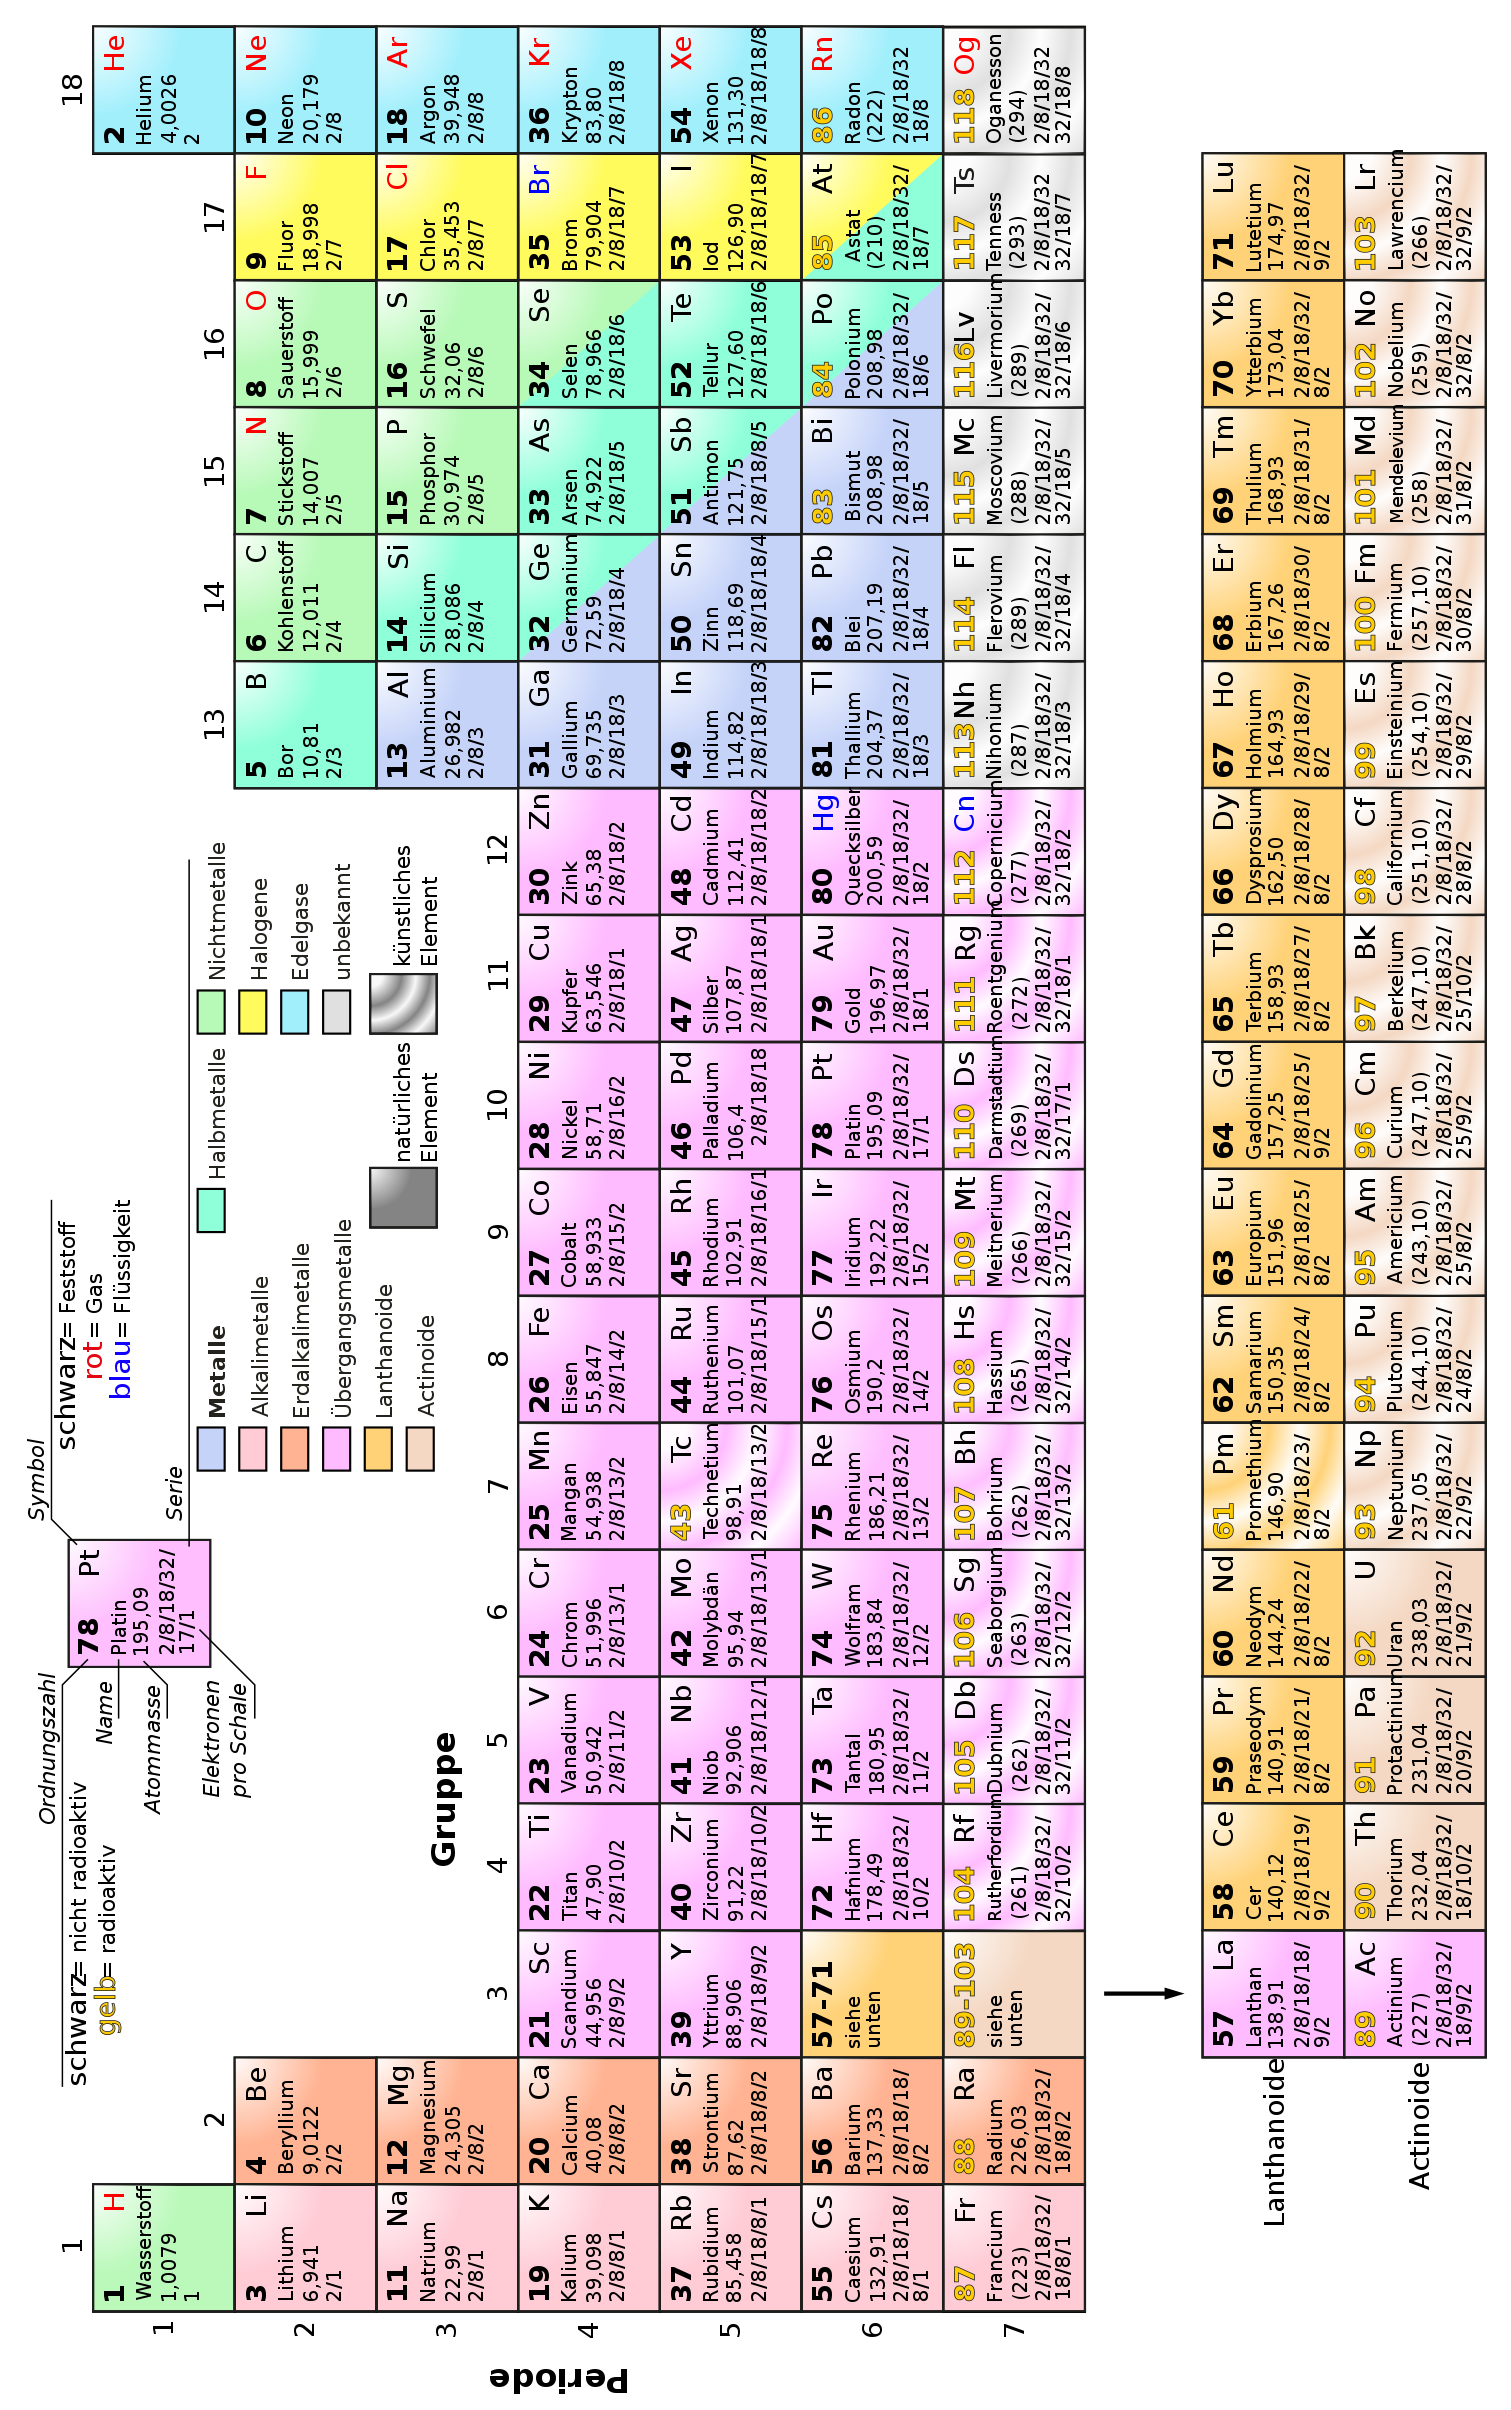 Ordnungszahl
Symbol
schwarz= nicht radioaktiv
gelb= radioaktiv
78 Pt
Platin
195,09
2/8/18/32/
17/1
schwarz= Feststoff
rot= Gas
blau= Flüssigkeit
Name
Atommasse
Elektronen
pro Schale
Serie
Metalle
Alkalimetalle
Erdalkalimetalle
Übergangsmetalle
Lanthanoide
Actinoide
Halbmetalle
Nichtmetalle
Halogene
Edelgase
unbekannt
natürliches
Element
künstliches
Element
Gruppe
Periode
1
18
1
1 H
Wasserstoff
1,0079
1
2 He
Helium
4,0026
2
2
13
14
15
16
17
2
3 Li
Lithium
6,941
2/1
4 Be
Beryllium
9,0122
2/2
5 B
Bor
10,81
2/3
6 C
Kohlenstoff
12,011
2/4
7 N
Stickstoff
14,007
2/5
8 O
Sauerstoff
15,999
2/6
9 F
Fluor
18,998
2/7
10 Ne
Neon
20,179
2/8
3
11 Na
Natrium
22,99
2/8/1
12 Mg
Magnesium
24,305
2/8/2
13 Al
Aluminium
26,982
2/8/3
14 Si
Silicium
28,086
2/8/4
15 P
Phosphor
30,974
2/8/5
16 S
Schwefel
32,06
2/8/6
17 Cl
Chlor
35,453
2/8/7
18 Ar
Argon
39,948
2/8/8
3
4
5
6
7
8
9
10
11
12
4
19 K
Kalium
39,098
2/8/8/1
20 Ca
Calcium
40,08
2/8/8/2
21 Sc
Scandium
44,956
2/8/9/2
22 Ti
Titan
47,90
2/8/10/2
23 V
Vanadium
50,942
2/8/11/2
24 Cr
Chrom
51,996
2/8/13/1
25 Mn
Mangan
54,938
2/8/13/2
26 Fe
Eisen
55,847
2/8/14/2
27 Co
Cobalt
58,933
2/8/15/2
28 Ni
Nickel
58,71
2/8/16/2
29 Cu
Kupfer
63,546
2/8/18/1
30 Zn
Zink
65,38
2/8/18/2
31 Ga
Gallium
69,735
2/8/18/3
32 Ge
Germanium
72,59
2/8/18/4
33 As
Arsen
74,922
2/8/18/5
34 Se
Selen
78,966
2/8/18/6
35 Br
Brom
79,904
2/8/18/7
36 Kr
Krypton
83,80
2/8/18/8
5
37 Rb
Rubidium
85,458
2/8/18/8/1
38 Sr
Strontium
87,62
2/8/18/8/2
39 Y
Yttrium
88,906
2/8/18/9/2
40 Zr
Zirconium
91,22
2/8/18/10/2
41 Nb
Niob
92,906
2/8/18/12/1
42 Mo
Molybdän
95,94
2/8/18/13/1
43 Tc
Technetium
98,91
2/8/18/13/2
44 Ru
Ruthenium
101,07
2/8/18/15/1
45 Rh
Rhodium
102,91
2/8/18/16/1
46 Pd
Palladium
106,4
2/8/18/18
47 Ag
Silber
107,87
2/8/18/18/1
48 Cd
Cadmium
112,41
2/8/18/18/2
49 In
Indium
114,82
2/8/18/18/3
50 Sn
Zinn
118,69
2/8/18/18/4
51 Sb
Antimon
121,75
2/8/18/8/5
52 Te
Tellur
127,60
2/8/18/18/6
53 I
Iod
126,90
2/8/18/18/7
54 Xe
Xenon
131,30
2/8/18/18/8
6
55 Cs
Caesium
132,91
2/8/18/18/
8/1
56 Ba
Barium
137,33
2/8/18/18/
8/2
57-71
siehe
unten
72 Hf
Hafnium
178,49
2/8/18/32/
10/2
73 Ta
Tantal
180,95
2/8/18/32/
11/2
74 W
Wolfram
183,84
2/8/18/32/
12/2
75 Re
Rhenium
186,21
2/8/18/32/
13/2
76 Os
Osmium
190,2
2/8/18/32/
14/2
77 Ir
Iridium
192,22
2/8/18/32/
15/2
78 Pt
Platin
195,09
2/8/18/32/
17/1
79 Au
Gold
196,97
2/8/18/32/
18/1
80 Hg
Quecksilber
200,59
2/8/18/32/
18/2
81 Tl
Thallium
204,37
2/8/18/32/
18/3
82 Pb
Blei
207,19
2/8/18/32/
18/4
83 Bi
Bismut
208,98
2/8/18/32/
18/5
84 Po
Polonium
208,98
2/8/18/32/
18/6
85 At
Astat
(210)
2/8/18/32/
18/7
86 Rn
Radon
(222)
2/8/18/32
18/8
7
87 Fr
Francium
(223)
2/8/18/32/
18/8/1
88 Ra
Radium
226,03
2/8/18/32/
18/8/2
89-103
siehe
unten
104 Rf
Rutherfordium
(261)
2/8/18/32/
32/10/2
105 Db
Dubnium
(262)
2/8/18/32/
32/11/2
106 Sg
Seaborgium
(263)
2/8/18/32/
32/12/2
107 Bh
Bohrium
(262)
2/8/18/32/
32/13/2
108 Hs
Hassium
(265)
2/8/18/32/
32/14/2
109 Mt
Meitnerium
(266)
2/8/18/32/
32/15/2
110 Ds
Darmstadtium
(269)
2/8/18/32/
32/17/1
111 Rg
Roentgenium
(272)
2/8/18/32/
32/18/1
112 Cn
Copernicium
(277)
2/8/18/32/
32/18/2
113 Nh
Nihonium
(287)
2/8/18/32/
32/18/3
114 Fl
Flerovium
(289)
2/8/18/32/
32/18/4
115 Mc
Moscovium
(288)
2/8/18/32/
32/18/5
116 Lv
Livermorium
(289)
2/8/18/32/
32/18/6
117 Ts
Tenness
(293)
2/8/18/32
32/18/7
118 Og
Oganesson
(294)
2/8/18/32
32/18/8
Lanthanoide
57 La
Lanthan
138,91
2/8/18/18/
9/2
58 Ce
Cer
140,12
2/8/18/19/
9/2
59 Pr
Praseodym
140,91
2/8/18/21/
8/2
60 Nd
Neodym
144,24
2/8/18/22/
8/2
61 Pm
Promethium
146,90
2/8/18/23/
8/2
62 Sm
Samarium
150,35
2/8/18/24/
8/2
63 Eu
Europium
151,96
2/8/18/25/
8/2
64 Gd
Gadolinium
157,25
2/8/18/25/
9/2
65 Tb
Terbium
158,93
2/8/18/27/
8/2
66 Dy
Dysprosium
162,50
2/8/18/28/
8/2
67 Ho
Holmium
164,93
2/8/18/29/
8/2
68 Er
Erbium
167,26
2/8/18/30/
8/2
69 Tm
Thulium
168,93
2/8/18/31/
8/2
70 Yb
Ytterbium
173,04
2/8/18/32/
8/2
71 Lu
Lutetium
174,97
2/8/18/32/
9/2
Actinoide
89 Ac
Actinium
(227)
2/8/18/32/
18/9/2
90 Th
Thorium
232,04
2/8/18/32/
18/10/2
91 Pa
Protactinium
231,04
2/8/18/32/
20/9/2
92 U
Uran
238,03
2/8/18/32/
21/9/2
93 Np
Neptunium
237,05
2/8/18/32/
22/9/2
94 Pu
Plutonium
(244,10)
2/8/18/32/
24/8/2
95 Am
Americium
(243,10)
2/8/18/32/
25/8/2
96 Cm
Curium
(247,10)
2/8/18/32/
25/9/2
97 Bk
Berkelium
(247,10)
2/8/18/32/
25/10/2
98 Cf
Californium
(251,10)
2/8/18/32/
28/8/2
99 Es
Einsteinium
(254,10)
2/8/18/32/
29/8/2
100 Fm
Fermium
(257,10)
2/8/18/32/
30/8/2
101 Md
Mendelevium
(258)
2/8/18/32/
31/8/2
102 No
Nobelium
(259)
2/8/18/32/
32/8/2
103 Lr
Lawrencium
(266)
2/8/18/32/
32/9/2